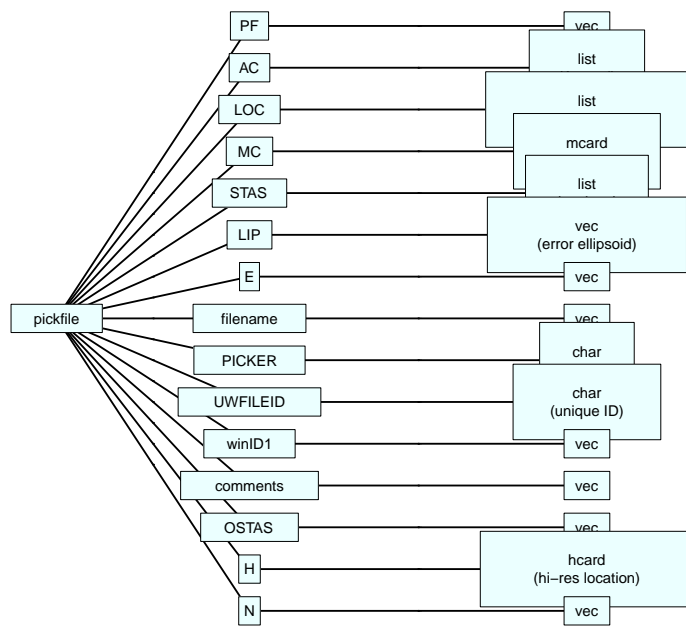 PF
vec
AC
list
LOC
list
MC
mcard
STAS
list
LIP
vec
(error ellipsoid)
E
vec
pickfile
filename
vec
PICKER
char
UWFILEID
char
(unique ID)
winID1
vec
comments
vec
OSTAS
vec
H
hcard
(hi−res location)
N
vec